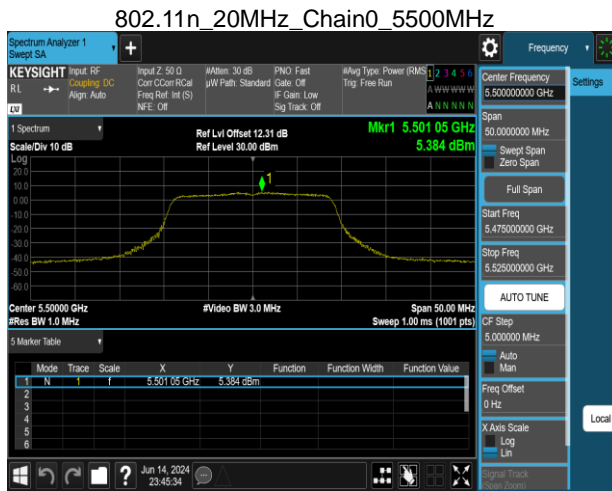 802.11n_20MHz_Chain0_5500MHz
Spectrum Analyzer 1
Swept SA
+
Frequency
KEYSIGHT
RL
Input: RF
Coupling: DC
Align: Auto
Input Z: 50 Ω
Corr CCorr RCal
Freq Ref: Int (S)
NFE: Off
#Atten: 30 dB
µW Path: Standard
PNO: Fast
Gate: Off
IF Gain: Low
Sig Track: Off
#Avg Type: Power (RMS
Trig: Free Run
1 2 3 4 5 6
A W W W W W
A N N N N N
LXI
1 Spectrum
Scale/Div 10 dB
Log
Ref Lvl Offset 12.31 dB
Ref Level 30.00 dBm
Mkr1 5.501 05 GHz
5.384 dBm
20.0
10.0
0.00
-10.0
-20.0
-30.0
-40.0
-50.0
-60.0
1
Center 5.50000 GHz
#Res BW 1.0 MHz
#Video BW 3.0 MHz
Span 50.00 MHz
Sweep 1.00 ms (1001 pts)
5 Marker Table
Mode Trace Scale X Y Function Function Width Function Value
1 N 1 f 5.501 05 GHz 5.384 dBm
2
3
4
5
6
Jun 14, 2024
23:45:34
?
Center Frequency
5.500000000 GHz
Span
50.0000000 MHz
Swept Span
Zero Span
Full Span
Start Freq
5.475000000 GHz
Stop Freq
5.525000000 GHz
AUTO TUNE
CF Step
5.000000 MHz
Auto
Man
Freq Offset
0 Hz
X Axis Scale
Log
Lin
Signal Track
(Span Zoom)
Settings
Local